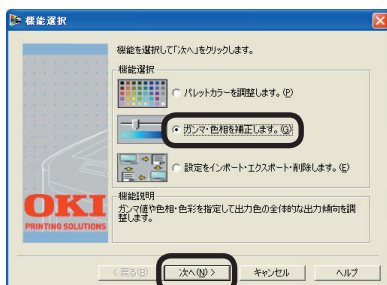 機能選択
機能を選択して「次へ」をクリックします。
機能選択
パレットカラーを調整します。(P)
ガンマ・色相を補正します。(G)
設定をインポート・エクスポート・削除します。(E)
機能説明
ガンマ値や色相・色彩を指定して出力色の全体的な出力傾向を調
整します。
OKI
PRINTING SOLUTIONS
< 戻る(B)
次へ(N) >
キャンセル
ヘルプ